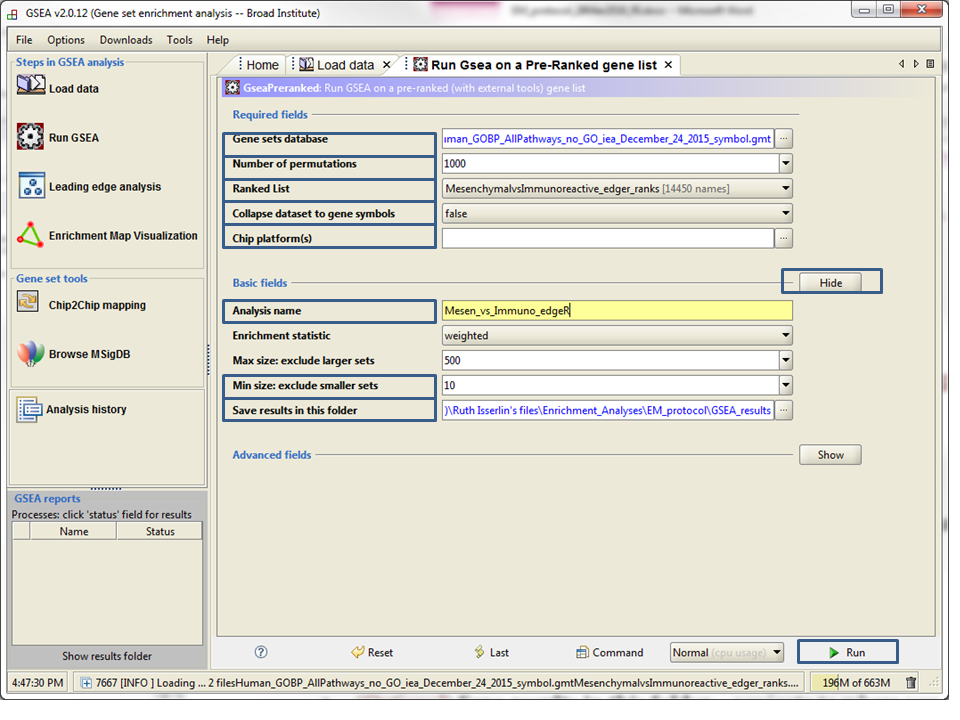 GSEA v2.0.12 (Gene set enrichment analysis -- Broad Institute)
File Options Downloads Tools Help
Steps in GSEA analysis
Load data
Run GSEA
Leading edge analysis
Enrichment Map Visualization
Gene set tools
Chip2Chip mapping
Browse MSigDB
Analysis history
GSEA reports
Processes: click 'status' field for results
Name Status
Show results folder
Home Load data Run Gsea on a Pre-Ranked gene list
GseaPreranked: Run GSEA on a pre-ranked (with external tools) gene list
Required fields
Gene sets database uman_GOBP_AllPathways_no_GO_iea_December_24_2015_symbol.gmt ...
Number of permutations 1000
Ranked List MesenchymalvsImmunoreactive_edger_ranks [14450 names]
Collapse dataset to gene symbols false
Chip platform(s) ...
Basic fields Hide
Analysis name Mesen_vs_Immuno_edgeR
Enrichment statistic weighted
Max size: exclude larger sets 500
Min size: exclude smaller sets 10
Save results in this folder )\Ruth Isserlin's files\Enrichment_Analyses\EM_protocol\GSEA_results ...
Advanced fields Show
? Reset Last Command Normal (cpu usage) Run
4:47:30 PM 7667 [INFO ] Loading ... 2 filesHuman_GOBP_AllPathways_no_GO_iea_December_24_2015_symbol.gmtMesenchymalvsImmunoreactive_edger_ranks.... 196M of 663M